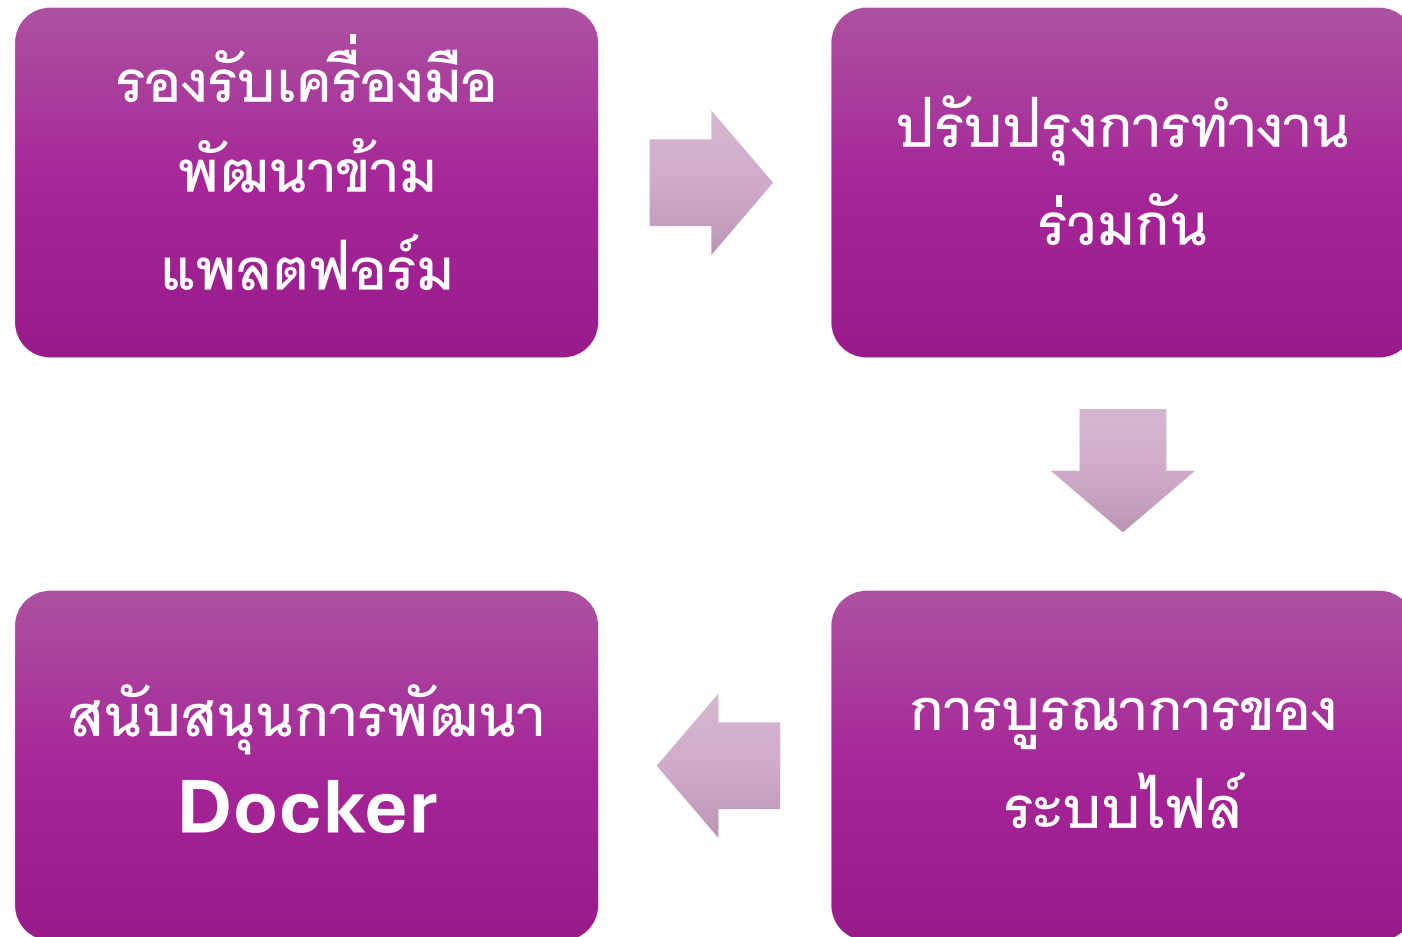 รองรับเครื่องมือ
พัฒนาข้าม
แพลตฟอร์ม
ปรับปรุงการทำงาน
ร่วมกัน
การบูรณาการของ
ระบบไฟล์
สนับสนุนการพัฒนา
Docker